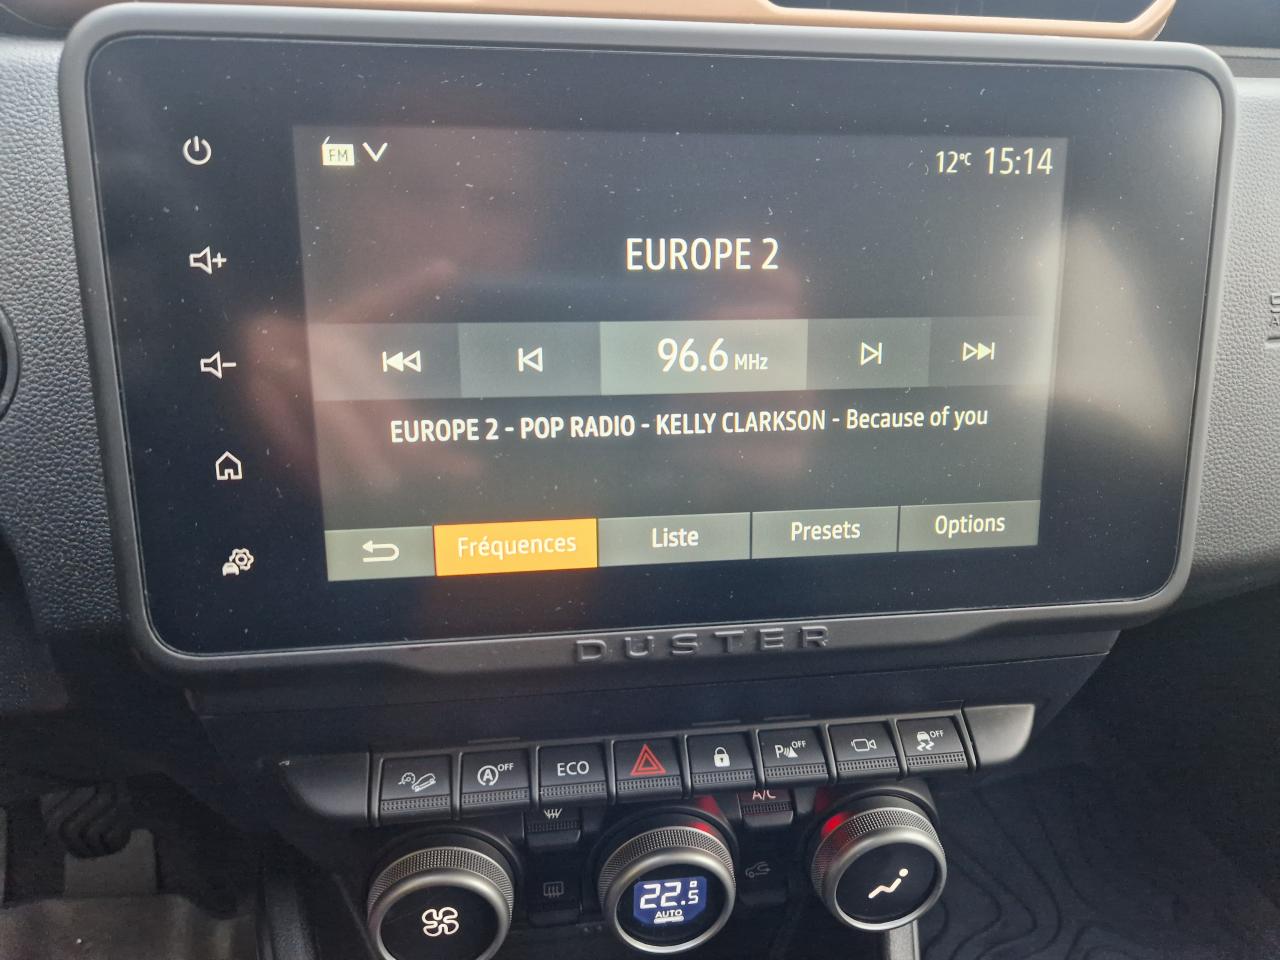 FM
12°C 15:14
EUROPE 2
96.6 MHz
EUROPE 2 - POP RADIO - KELLY CLARKSON - Because of you
Fréquences Liste Presets Options
DUSTER
A OFF ECO P OFF OFF
A/C
22.5
AUTO